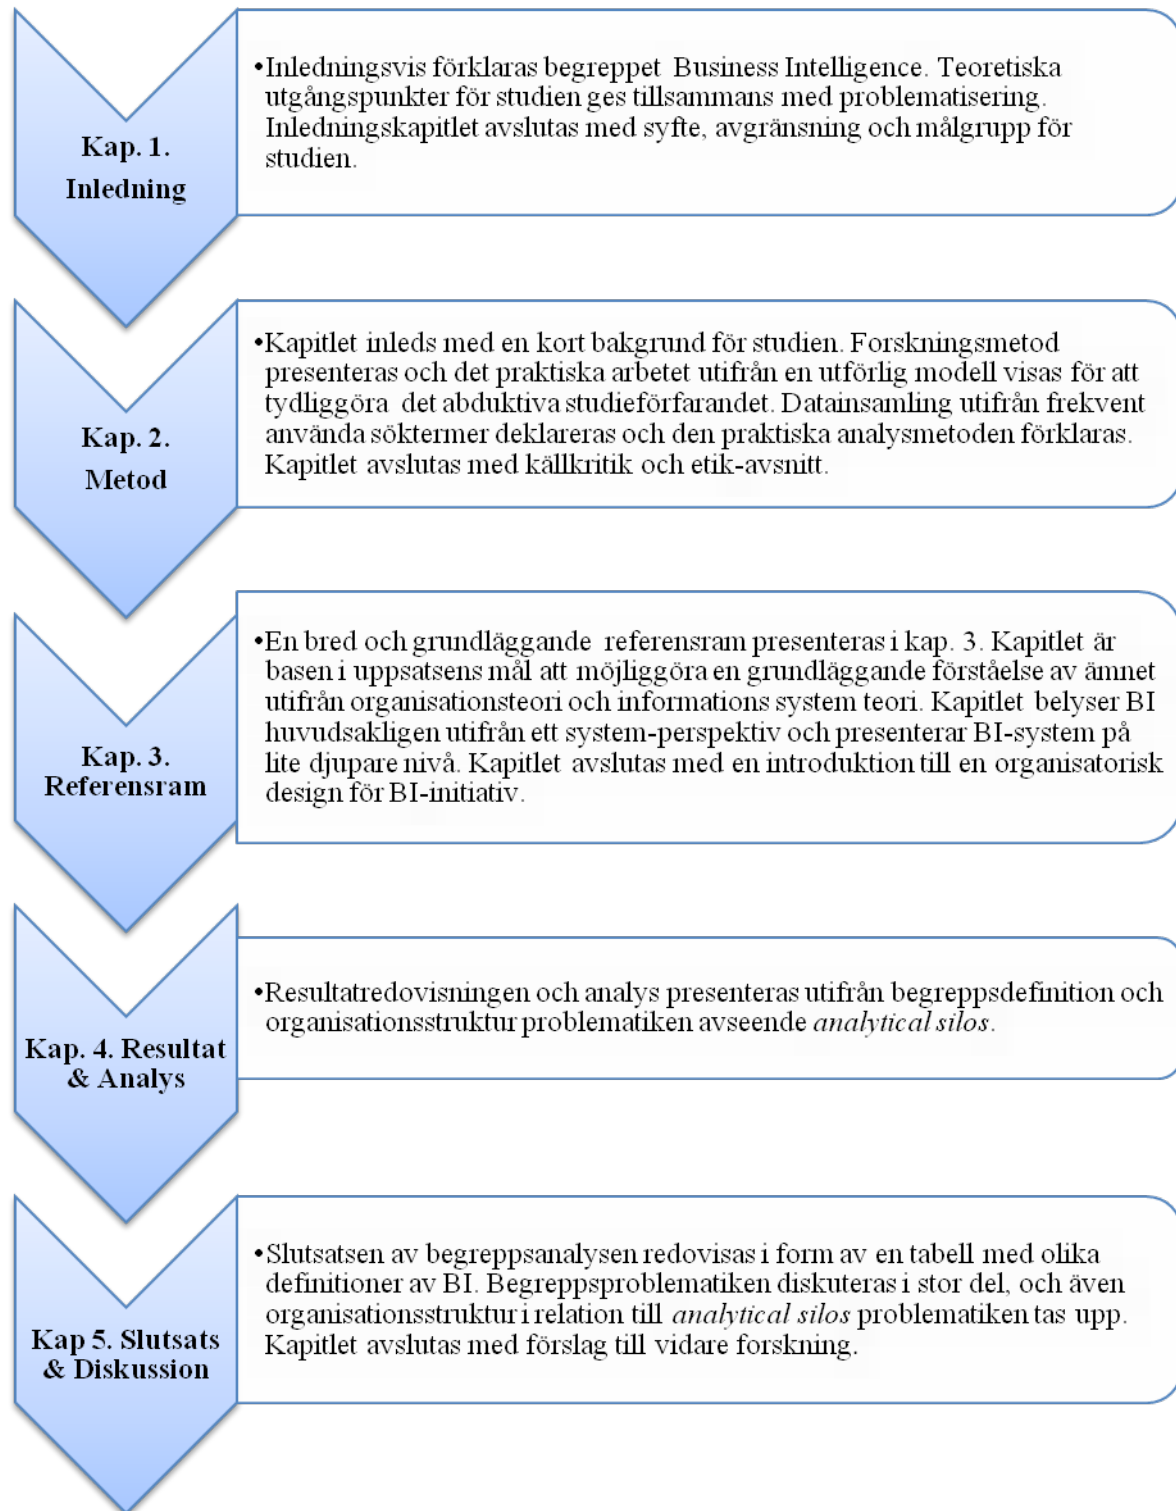 Kap. 1.
Inledning
•Inledningsvis förklaras begreppet Business Intelligence. Teoretiska
utgångspunkter för studien ges tillsammans med problematisering.
Inledningskapitlet avslutas med syfte, avgränsning och målgrupp för
studien.
Kap. 2.
Metod
•Kapitlet inleds med en kort bakgrund för studien. Forskningsmetod
presenteras och det praktiska arbetet utifrån en utförlig modell visas för att
tydliggöra det abduktiva studieförfarandet. Datainsamling utifrån frekvent
använda söktermer deklareras och den praktiska analysmetoden förklaras.
Kapitlet avslutas med källkritik och etik-avsnitt.
Kap. 3.
Referensram
•En bred och grundläggande referensram presenteras i kap. 3. Kapitlet är
basen i uppsatsens mål att möjliggöra en grundläggande förståelse av ämnet
utifrån organisationsteori och informations system teori. Kapitlet belyser BI
huvudsakligen utifrån ett system-perspektiv och presenterar BI-system på
lite djupare nivå. Kapitlet avslutas med en introduktion till en organisatorisk
design för BI-initiativ.
Kap. 4. Resultat
& Analys
•Resultatredovisningen och analys presenteras utifrån begreppsdefinition och
organisationsstruktur problematiken avseende analytical silos.
Kap 5. Slutsats
& Diskussion
•Slutsatsen av begreppsanalysen redovisas i form av en tabell med olika
definitioner av BI. Begreppsproblematiken diskuteras i stor del, och även
organisationsstruktur i relation till analytical silos problematiken tas upp.
Kapitlet avslutas med förslag till vidare forskning.